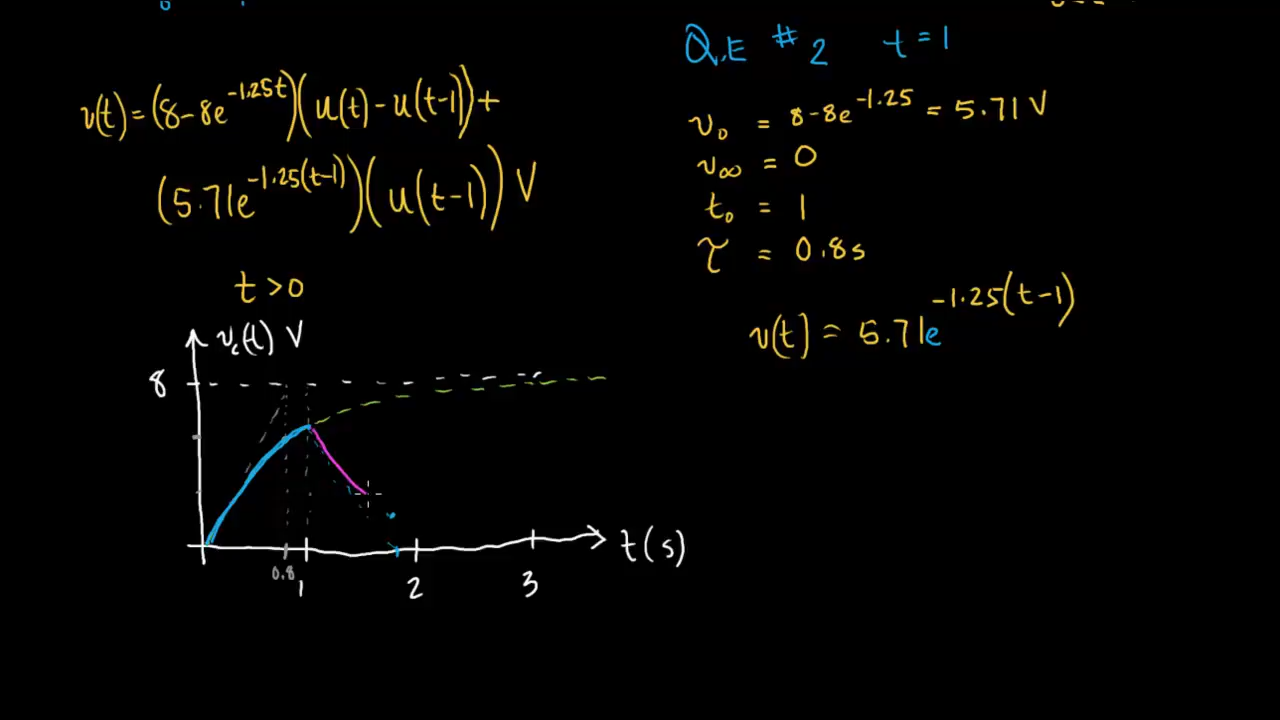 v(t) = (8-8e^-1.25t)(u(t) - u(t-1)) +
(5.71e^-1.25(t-1))(u(t-1)) V
t > 0
Q.E # 2 t = 1
v₀ = 8-8e^-1.25 = 5.71 V
v∞ = 0
t₀ = 1
τ = 0.8s
v(t) = 5.71e^-1.25(t-1)
v_c(t) V
8
t(s)
0.8
1
2
3